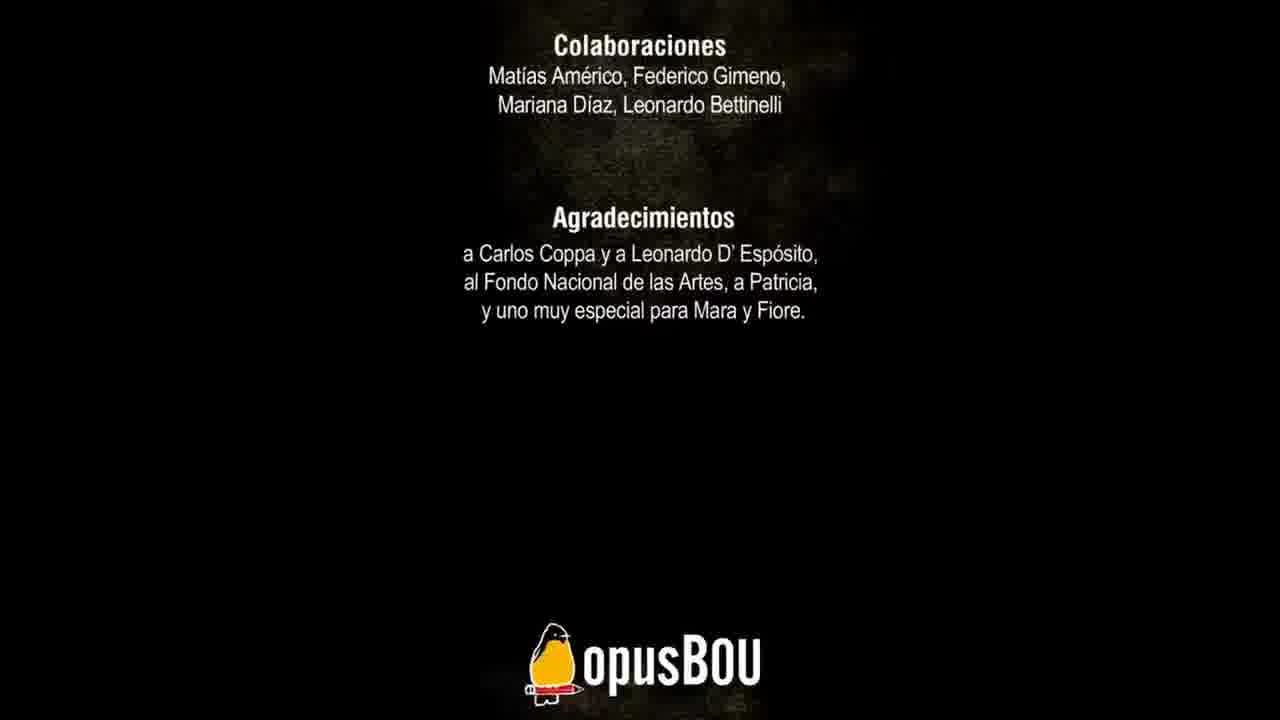 Colaboraciones
Matías Américo, Federico Gimeno,
Mariana Díaz, Leonardo Bettinelli
Agradecimientos
a Carlos Coppa y a Leonardo D' Espósito,
al Fondo Nacional de las Artes, a Patricia,
y uno muy especial para Mara y Fiore.
opusBOU